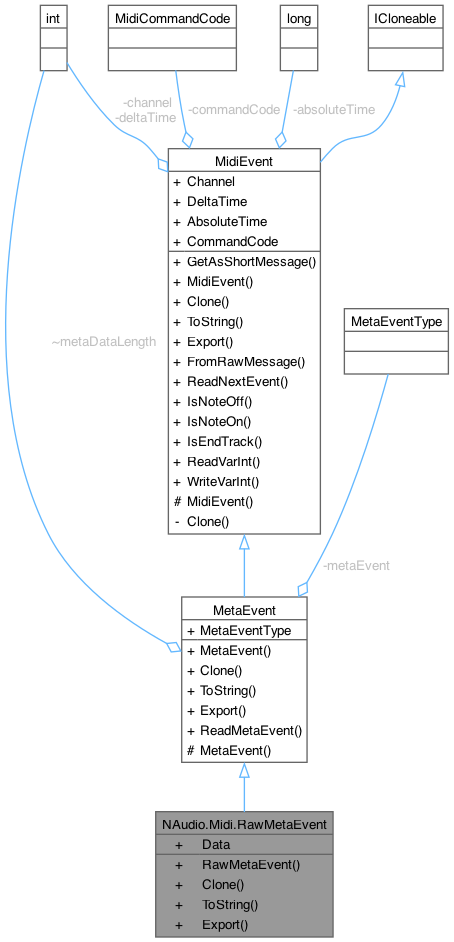 int
MidiCommandCode
long
ICloneable
-channel
-deltaTime
-commandCode
-absoluteTime
MidiEvent
+ Channel
+ DeltaTime
+ AbsoluteTime
+ CommandCode
+ GetAsShortMessage()
+ MidiEvent()
+ Clone()
+ ToString()
+ Export()
+ FromRawMessage()
+ ReadNextEvent()
+ IsNoteOff()
+ IsNoteOn()
+ IsEndTrack()
+ ReadVarInt()
+ WriteVarInt()
# MidiEvent()
- Clone()
MetaEventType
~metaDataLength
-metaEvent
MetaEvent
+ MetaEventType
+ MetaEvent()
+ Clone()
+ ToString()
+ Export()
+ ReadMetaEvent()
# MetaEvent()
NAudio.Midi.RawMetaEvent
+ Data
+ RawMetaEvent()
+ Clone()
+ ToString()
+ Export()